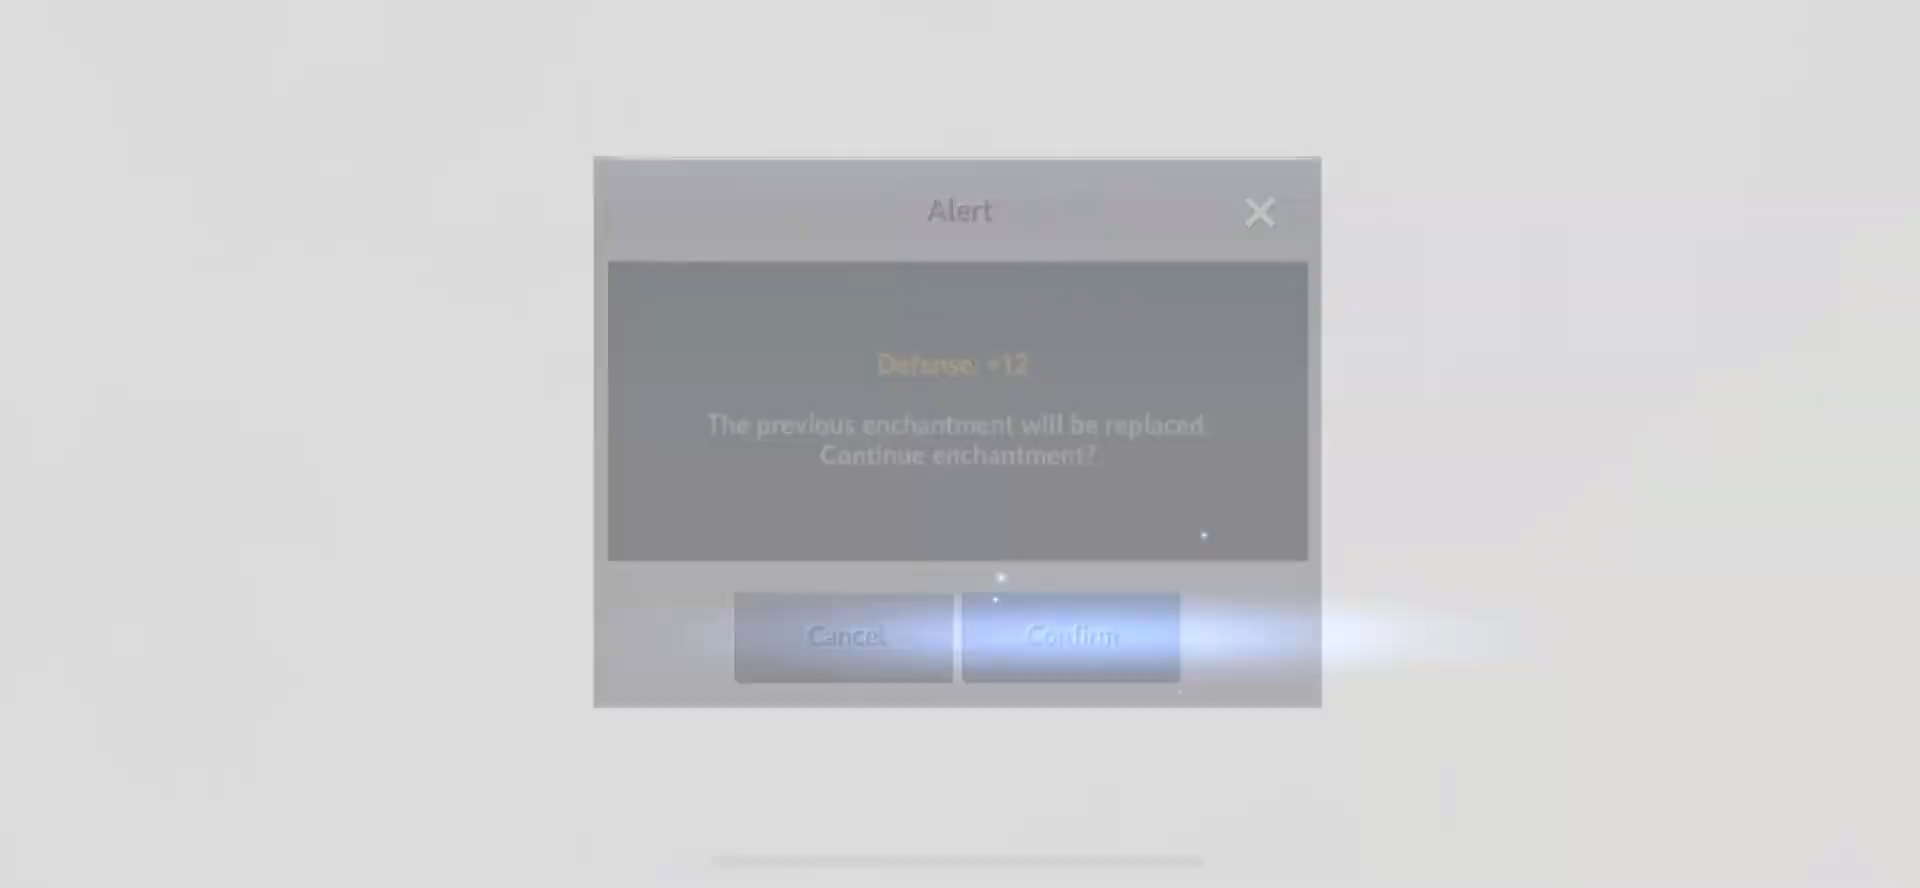 Alert
Defense: +12
The previous enchantment will be replaced.
Continue enchantment?
Cancel
Confirm